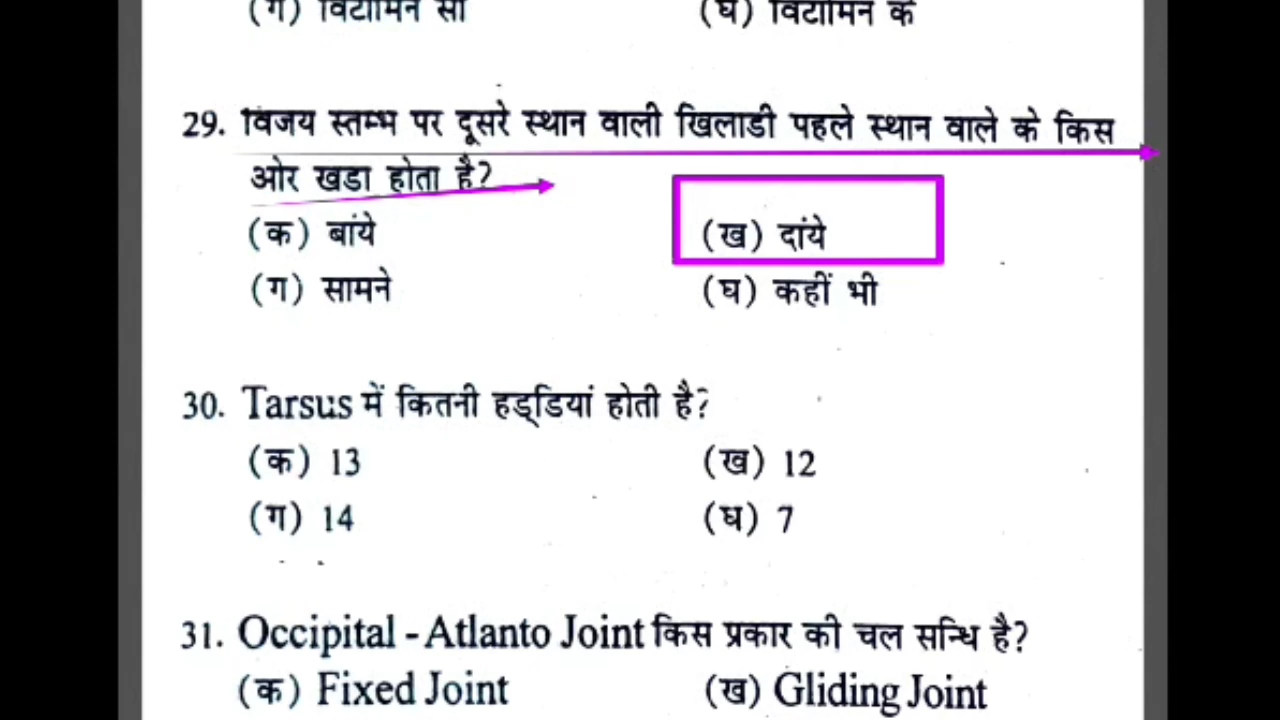 (ग) विटामिन सी (घ) विटामिन के
29. विजय स्तम्भ पर दूसरे स्थान वाली खिलाडी पहले स्थान वाले के किस
ओर खडा होता है?
(क) बांये (ख) दांये
(ग) सामने (घ) कहीं भी
30. Tarsus में कितनी हड्डियां होती है?
(क) 13 (ख) 12
(ग) 14 (घ) 7
31. Occipital - Atlanto Joint किस प्रकार की चल सन्धि है?
(क) Fixed Joint (ख) Gliding Joint